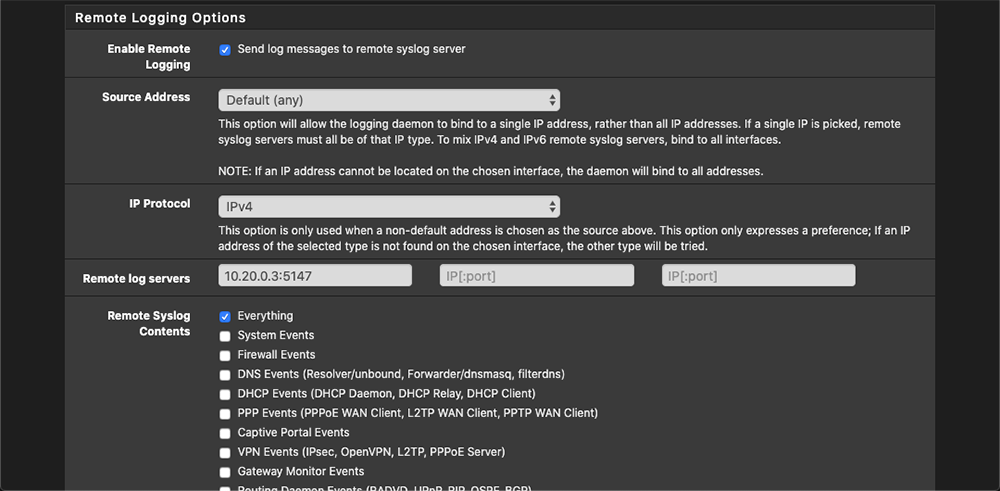 Remote Logging Options
Enable Remote Logging
Send log messages to remote syslog server
Source Address
Default (any)
This option will allow the logging daemon to bind to a single IP address, rather than all IP addresses. If a single IP is picked, remote
syslog servers must all be of that IP type. To mix IPv4 and IPv6 remote syslog servers, bind to all interfaces.
NOTE: If an IP address cannot be located on the chosen interface, the daemon will bind to all addresses.
IP Protocol
IPv4
This option is only used when a non-default address is chosen as the source above. This option only expresses a preference; If an IP
address of the selected type is not found on the chosen interface, the other type will be tried.
Remote log servers
10.20.0.3:5147
IP[:port]
IP[:port]
Remote Syslog Contents
Everything
System Events
Firewall Events
DNS Events (Resolver/unbound, Forwarder/dnsmasq, filterdns)
DHCP Events (DHCP Daemon, DHCP Relay, DHCP Client)
PPP Events (PPPoE WAN Client, L2TP WAN Client, PPTP WAN Client)
Captive Portal Events
VPN Events (IPsec, OpenVPN, L2TP, PPPoE Server)
Gateway Monitor Events
Routing Daemon Events (RADVD, UPnP, RIP, OSPF, BGP)